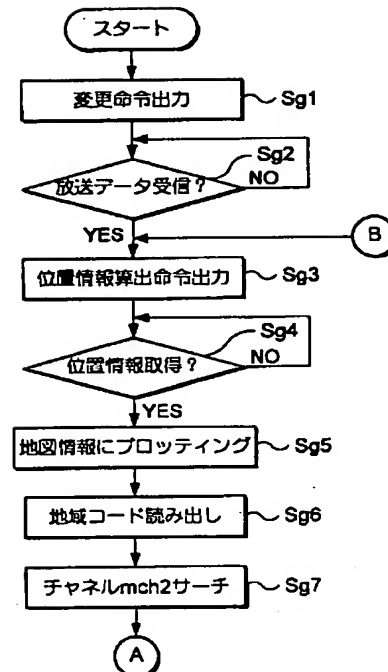 スタート
変更命令出力 Sg1
Sg2
放送データ受信? NO
YES B
位置情報算出命令出力 Sg3
Sg4
位置情報取得? NO
YES
地図情報にプロッティング Sg5
地域コード読み出し Sg6
チャネルmch2サーチ Sg7
A